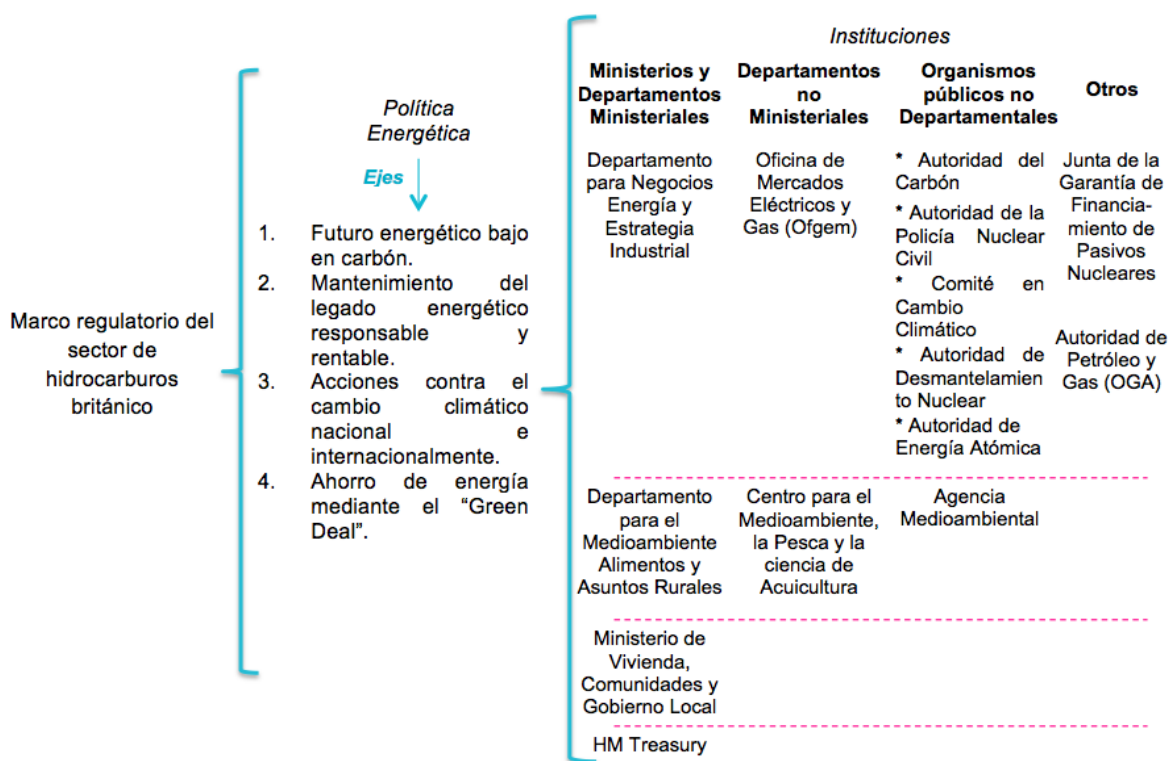 Marco regulatorio del
sector de
hidrocarburos
británico
Política
Energética
Ejes
1. Futuro energético bajo
en carbón.
2. Mantenimiento del
legado energético
responsable y
rentable.
3. Acciones contra el
cambio climático
nacional e
internacionalmente.
4. Ahorro de energía
mediante el “Green
Deal”.
Instituciones
Ministerios y
Departamentos
Ministeriales
Departamentos
no
Ministeriales
Organismos
públicos no
Departamentales
Otros
Departamento
para Negocios
Energía y
Estrategia
Industrial
Oficina de
Mercados
Eléctricos y
Gas (Ofgem)
* Autoridad del
Carbón
* Autoridad de la
Policía Nuclear
Civil
* Comité en
Cambio
Climático
* Autoridad de
Desmantelamien
to Nuclear
* Autoridad de
Energía Atómica
Junta de la
Garantía de
Financia-
miento de
Pasivos
Nucleares
Autoridad de
Petróleo y
Gas (OGA)
Departamento
para el
Medioambiente
Alimentos y
Asuntos Rurales
Centro para el
Medioambiente,
la Pesca y la
ciencia de
Acuicultura
Agencia
Medioambiental
Ministerio de
Vivienda,
Comunidades y
Gobierno Local
HM Treasury